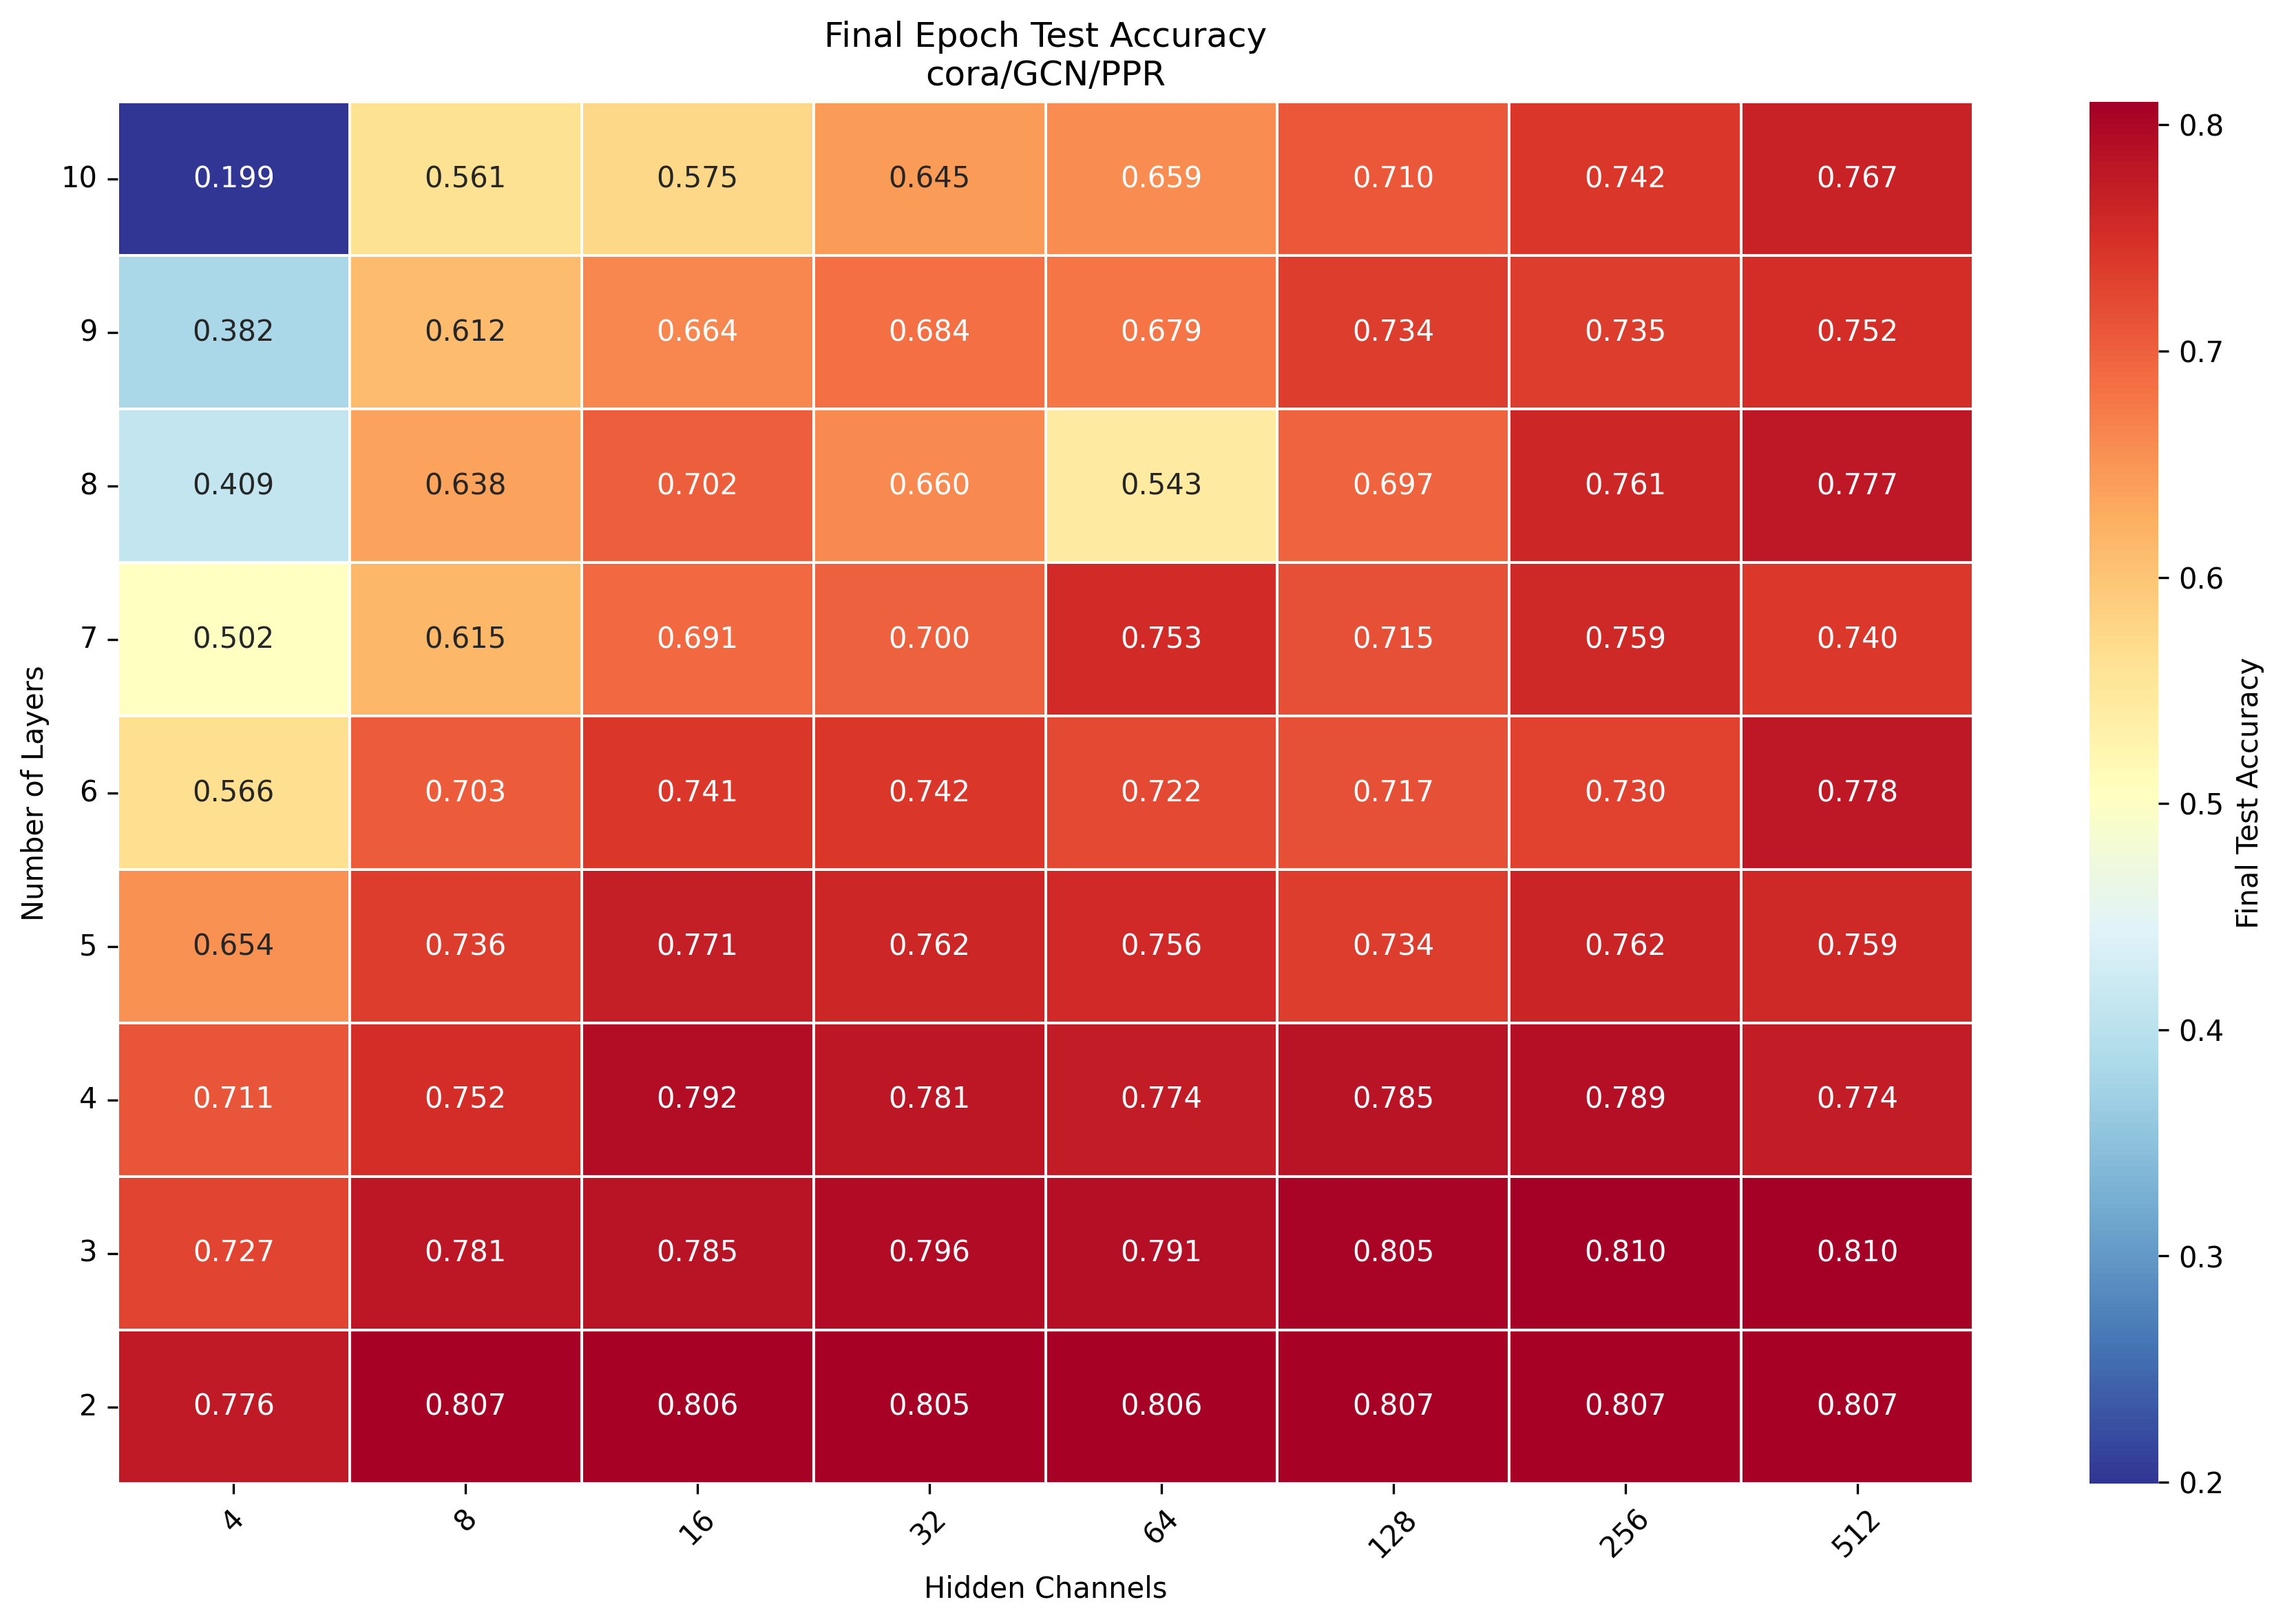 Final Epoch Test Accuracy
cora/GCN/PPR
10 0.199 0.561 0.575 0.645 0.659 0.710 0.742 0.767
9 0.382 0.612 0.664 0.684 0.679 0.734 0.735 0.752
8 0.409 0.638 0.702 0.660 0.543 0.697 0.761 0.777
7 0.502 0.615 0.691 0.700 0.753 0.715 0.759 0.740
6 0.566 0.703 0.741 0.742 0.722 0.717 0.730 0.778
5 0.654 0.736 0.771 0.762 0.756 0.734 0.762 0.759
4 0.711 0.752 0.792 0.781 0.774 0.785 0.789 0.774
3 0.727 0.781 0.785 0.796 0.791 0.805 0.810 0.810
2 0.776 0.807 0.806 0.805 0.806 0.807 0.807 0.807
4 8 16 32 64 128 256 512
Hidden Channels
Number of Layers
0.8
0.7
0.6
0.5
0.4
0.3
0.2
Final Test Accuracy